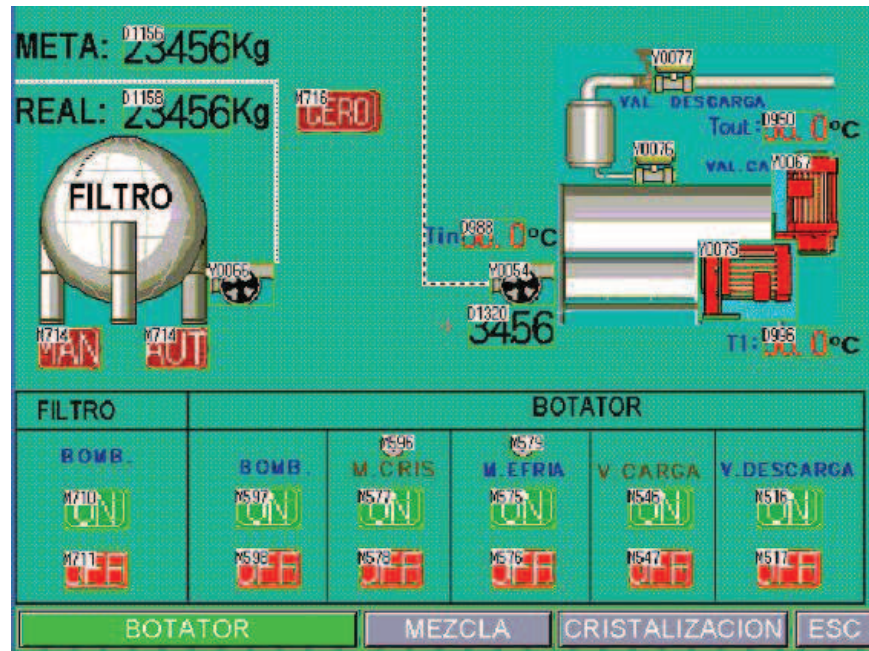 META: D1156 23456Kg
Y0077
REAL: D1158 23456Kg M716 CERO
VAL DESCARGA
Tout: D950 0°C
Y0076
VAL.CA Y0067
FILTRO
Tin D988 0°C
Y0075
Y0066
Y0054
D1320
3456
M714 MAN M714 AUT
T1: D996 0°C
FILTRO BOTATOR
M596 M579
BOMB. BOMB. M.CRIS M.EFRIA V CARGA V.DESCARGA
M710 ON M597 ON M577 ON M575 ON M546 ON M516 ON
M711 OFF M598 OFF M578 OFF M576 OFF M547 OFF M517 OFF
BOTATOR MEZCLA CRISTALIZACION ESC